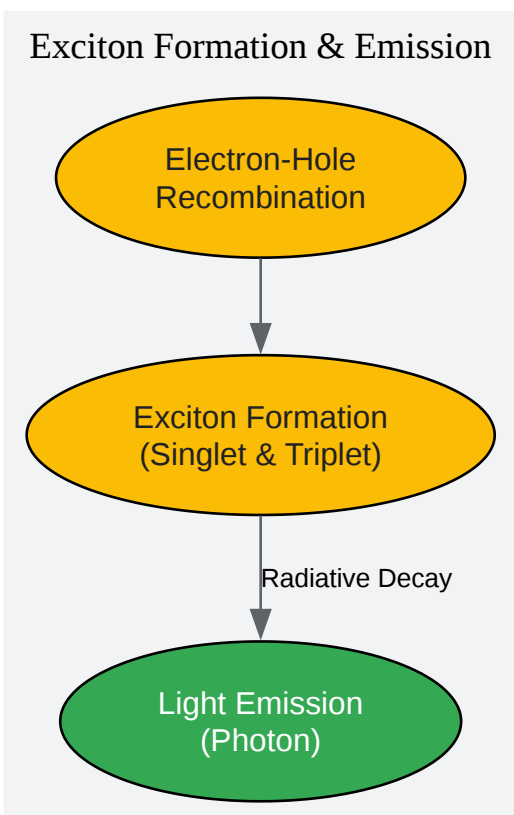 Exciton Formation & Emission
Electron-Hole
Recombination
Exciton Formation
(Singlet & Triplet)
Radiative Decay
Light Emission
(Photon)